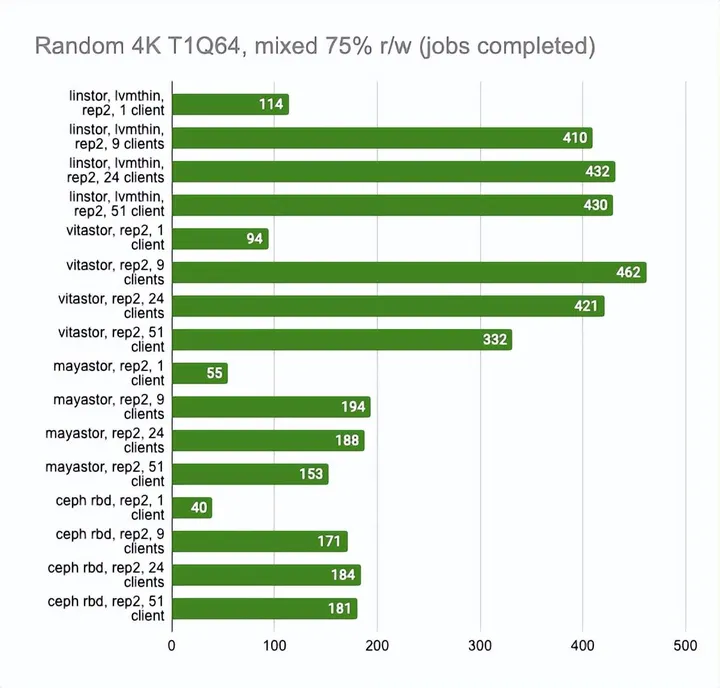 Random 4K T1Q64, mixed 75% r/w (jobs completed)
linstor, lvmthin,
rep2, 1 client
114
linstor, lvmthin,
rep2, 9 clients
410
linstor, lvmthin,
rep2, 24 clients
432
linstor, lvmthin,
rep2, 51 client
430
vitastor, rep2, 1
client
94
vitastor, rep2, 9
clients
462
vitastor, rep2, 24
clients
421
vitastor, rep2, 51
client
332
mayastor, rep2, 1
client
55
mayastor, rep2, 9
clients
194
mayastor, rep2, 24
clients
188
mayastor, rep2, 51
client
153
ceph rbd, rep2, 1
client
40
ceph rbd, rep2, 9
clients
171
ceph rbd, rep2, 24
clients
184
ceph rbd, rep2, 51
client
181
0 100 200 300 400 500